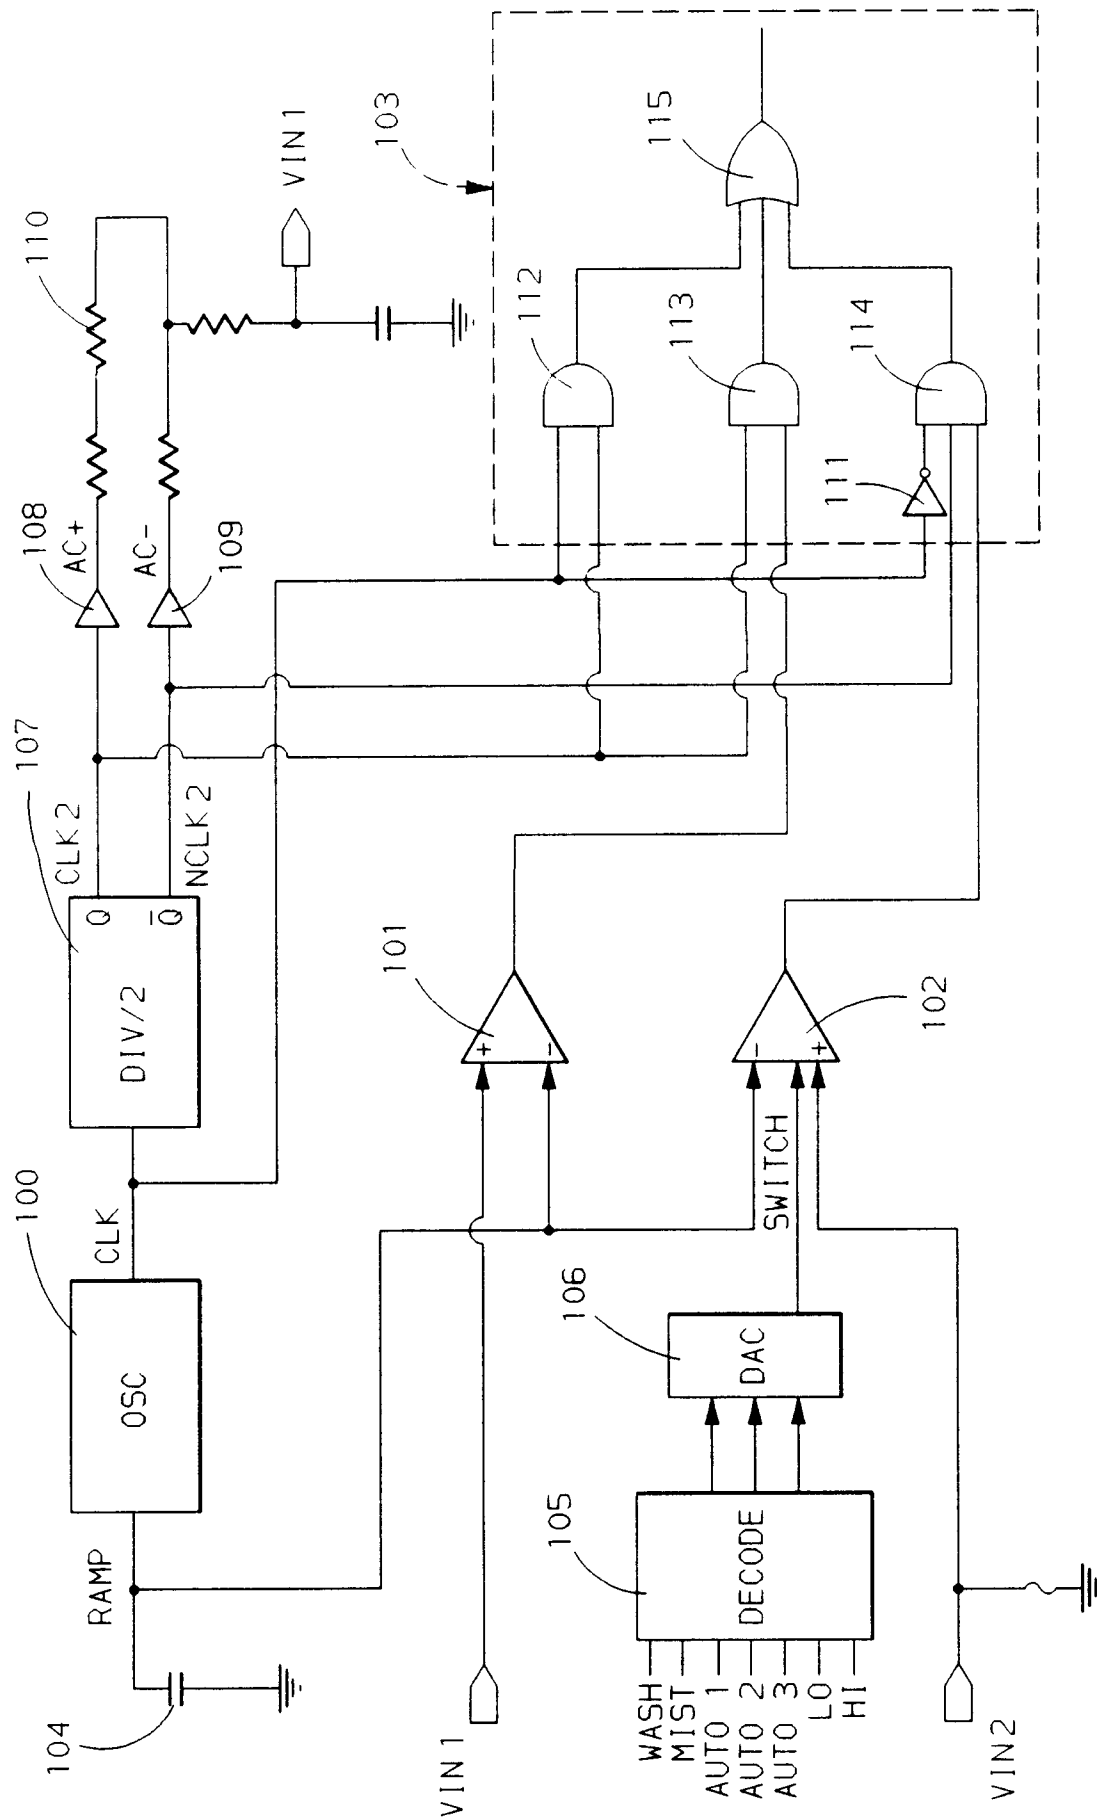 104
RAMP
OSC
100
CLK
DIV/2
Q
Q̅
107
CLK2
NCLK2
108
AC+
AC-
109
110
VIN1
103
VIN1
101
+
-
105
WASH
MIST
AUTO 1
AUTO 2
AUTO 3
LO
HI
DECODE
106
DAC
SWITCH
-
+
102
VIN2
111
112
113
114
115